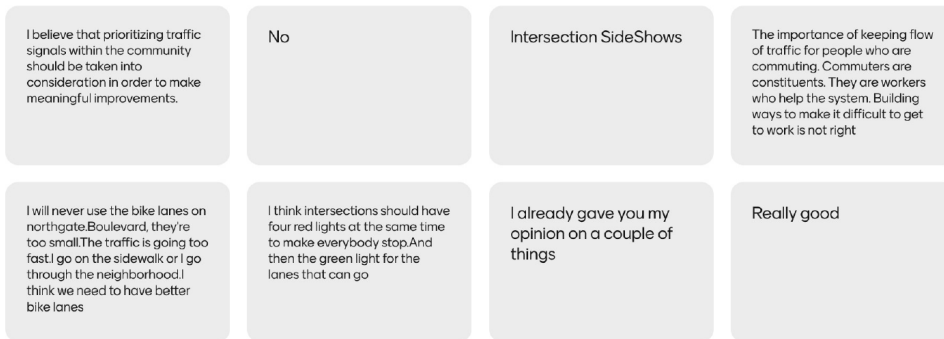 I believe that prioritizing traffic
signals within the community
should be taken into
consideration in order to make
meaningful improvements.
No
Intersection SideShows
The importance of keeping flow
of traffic for people who are
commuting. Commuters are
constituents. They are workers
who help the system. Building
ways to make it difficult to get
to work is not right
I will never use the bike lanes on
northgate.Boulevard, they're
too small.The traffic is going too
fast.I go on the sidewalk or I go
through the neighborhood.I
think we need to have better
bike lanes
I think intersections should have
four red lights at the same time
to make everybody stop.And
then the green light for the
lanes that can go
I already gave you my
opinion on a couple of
things
Really good